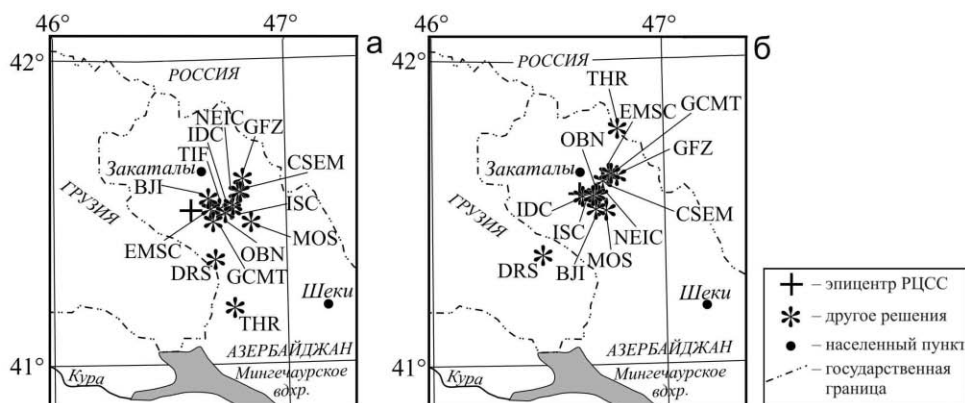 46°
47°
а
42°
РОССИЯ
NEIC
IDC
GFZ
TIF
CSEM
Закаталы
BJI
ГРУЗИЯ
ISC
MOS
EMSC
OBN
DRS
GCMT
Шеки
THR
41°
АЗЕРБАЙДЖАН
Кура
Мингечаурское
вдхр.
46°
47°
б
42°
РОССИЯ
THR
GCMT
EMSC
OBN
GFZ
Закаталы
ГРУЗИЯ
IDC
CSEM
ISC
NEIC
MOS
DRS
BJI
Шеки
41°
АЗЕРБАЙДЖАН
Кура
Мингечаурское
вдхр.
– эпицентр РЦСС
– другое решения
– населенный пункт
– государственная
граница